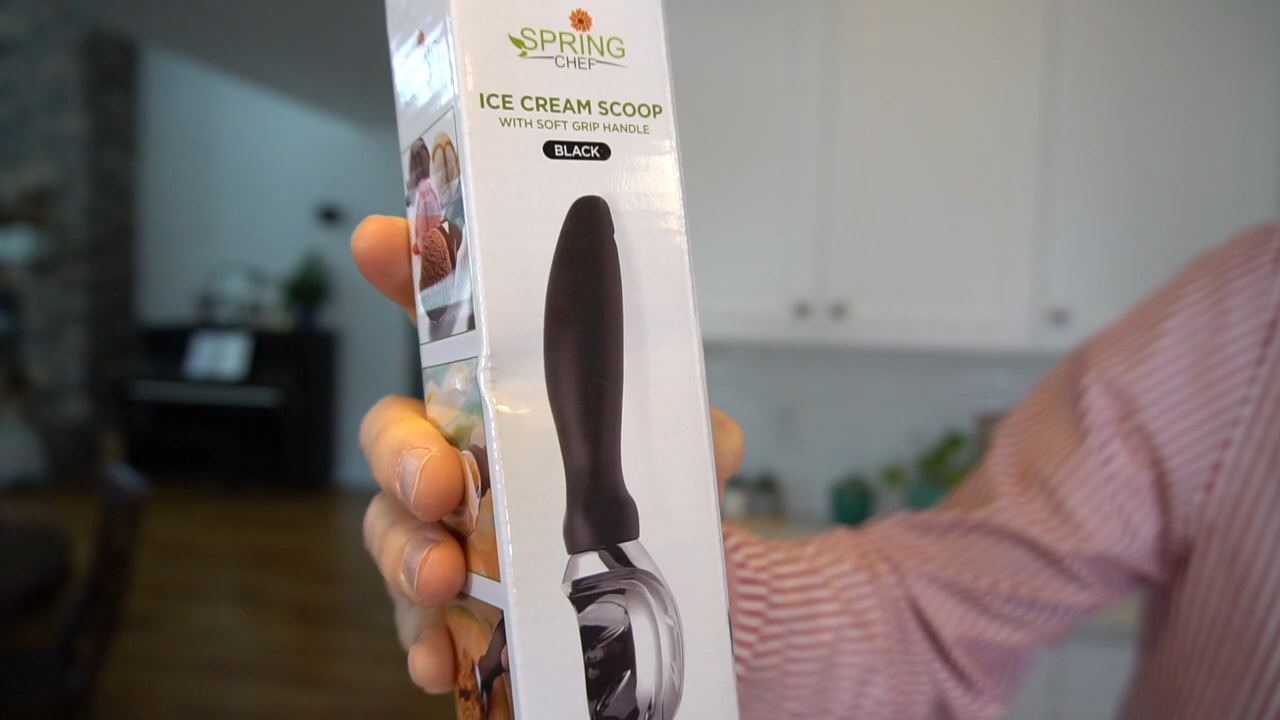 SPRING
CHEF
ICE CREAM SCOOP
WITH SOFT GRIP HANDLE
BLACK